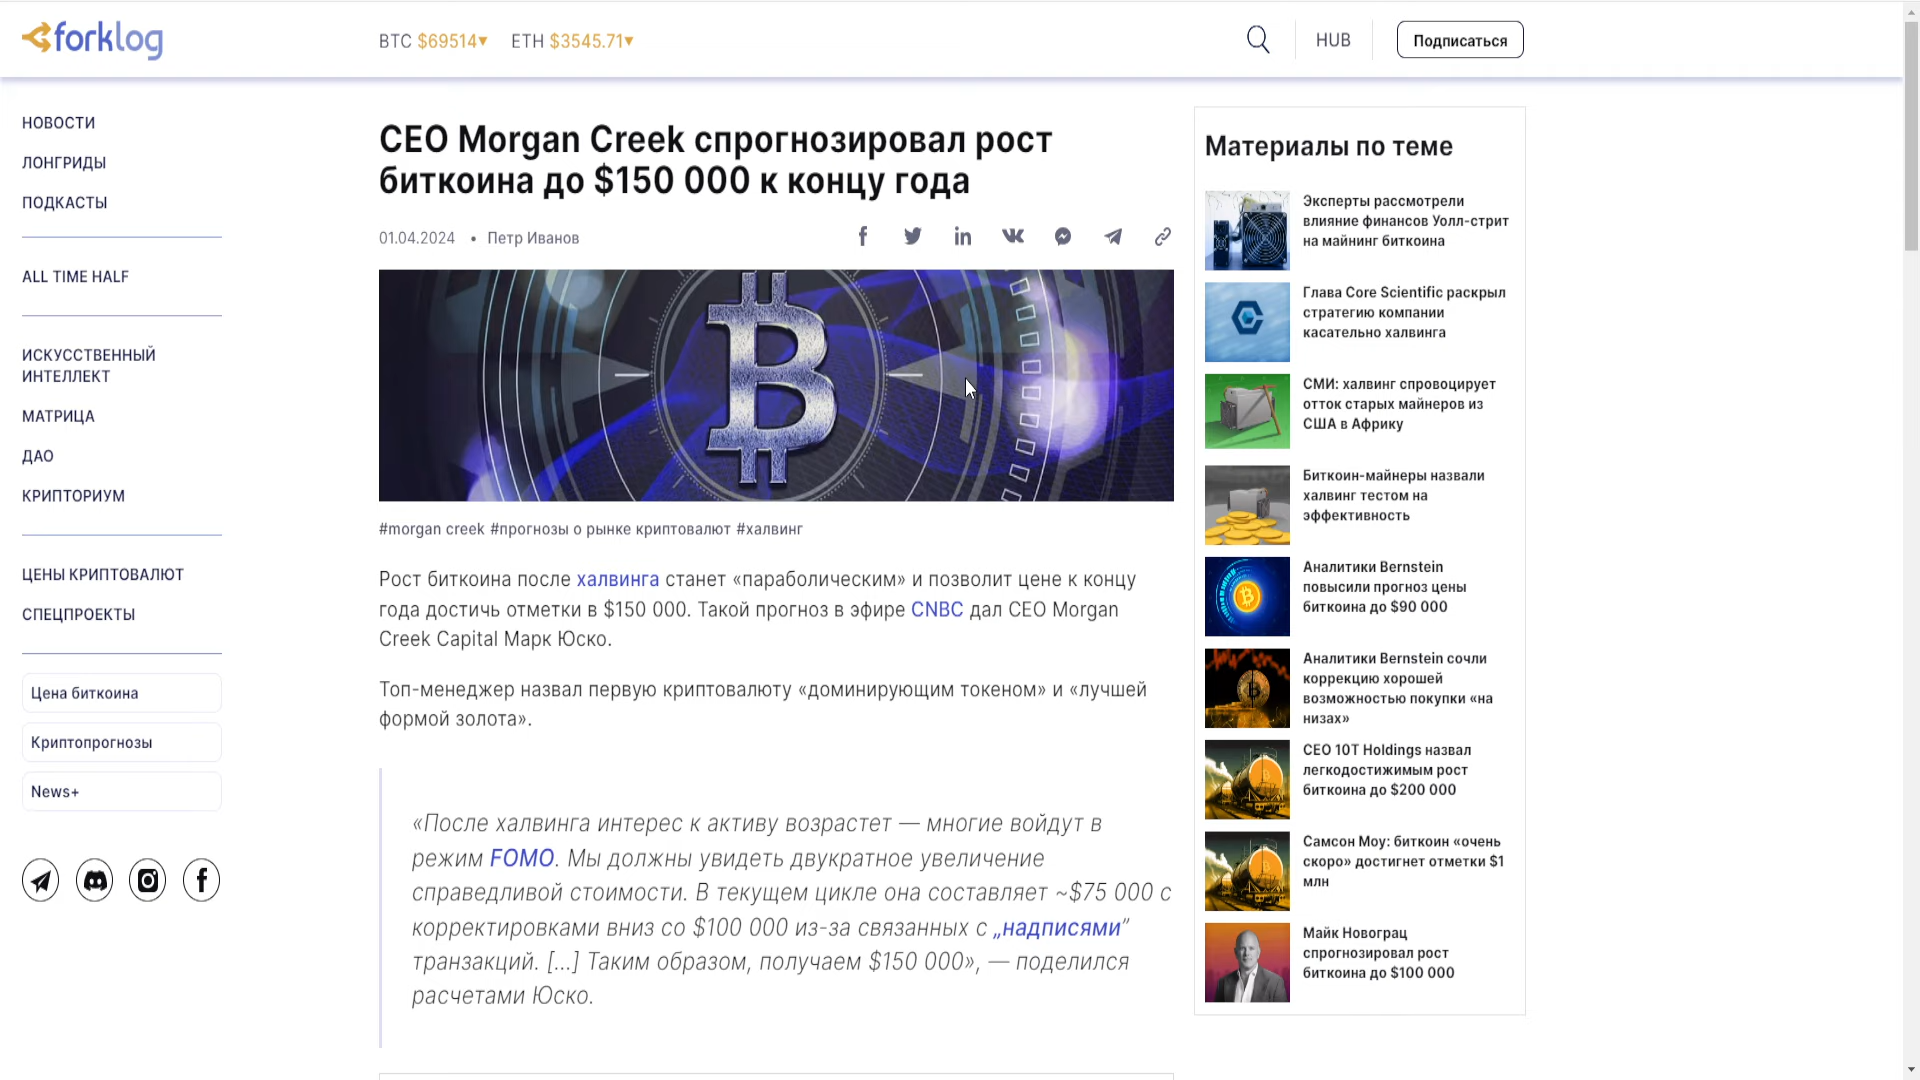 forklog
BTC $69514▼ ETH $3545.71▼
HUB
Подписаться
НОВОСТИ
ЛОНГРИДЫ
ПОДКАСТЫ
ALL TIME HALF
ИСКУССТВЕННЫЙ
ИНТЕЛЛЕКТ
МАТРИЦА
ДАО
КРИПТОРИУМ
ЦЕНЫ КРИПТОВАЛЮТ
СПЕЦПРОЕКТЫ
Цена биткоина
Криптопрогнозы
News+
CEO Morgan Creek спрогнозировал рост
биткоина до $150 000 к концу года
01.04.2024 • Петр Иванов
#morgan creek #прогнозы о рынке криптовалют #халвинг
Рост биткоина после халвинга станет «параболическим» и позволит цене к концу
года достичь отметки в $150 000. Такой прогноз в эфире CNBC дал CEO Morgan
Creek Capital Марк Юско.
Топ-менеджер назвал первую криптовалюту «доминирующим токеном» и «лучшей
формой золота».
«После халвинга интерес к активу возрастет — многие войдут в
режим FOMO. Мы должны увидеть двукратное увеличение
справедливой стоимости. В текущем цикле она составляет ~$75 000 с
корректировками вниз со $100 000 из-за связанных с „надписями”
транзакций. [...] Таким образом, получаем $150 000», — поделился
расчетами Юско.
Материалы по теме
Эксперты рассмотрели
влияние финансов Уолл-стрит
на майнинг биткоина
Глава Core Scientific раскрыл
стратегию компании
касательно халвинга
СМИ: халвинг спровоцирует
отток старых майнеров из
США в Африку
Биткоин-майнеры назвали
халвинг тестом на
эффективность
Аналитики Bernstein
повысили прогноз цены
биткоина до $90 000
Аналитики Bernstein сочли
коррекцию хорошей
возможностью покупки «на
низах»
CEO 10T Holdings назвал
легкодостижимым рост
биткоина до $200 000
Самсон Моу: биткоин «очень
скоро» достигнет отметки $1
млн
Майк Новограц
спрогнозировал рост
биткоина до $100 000